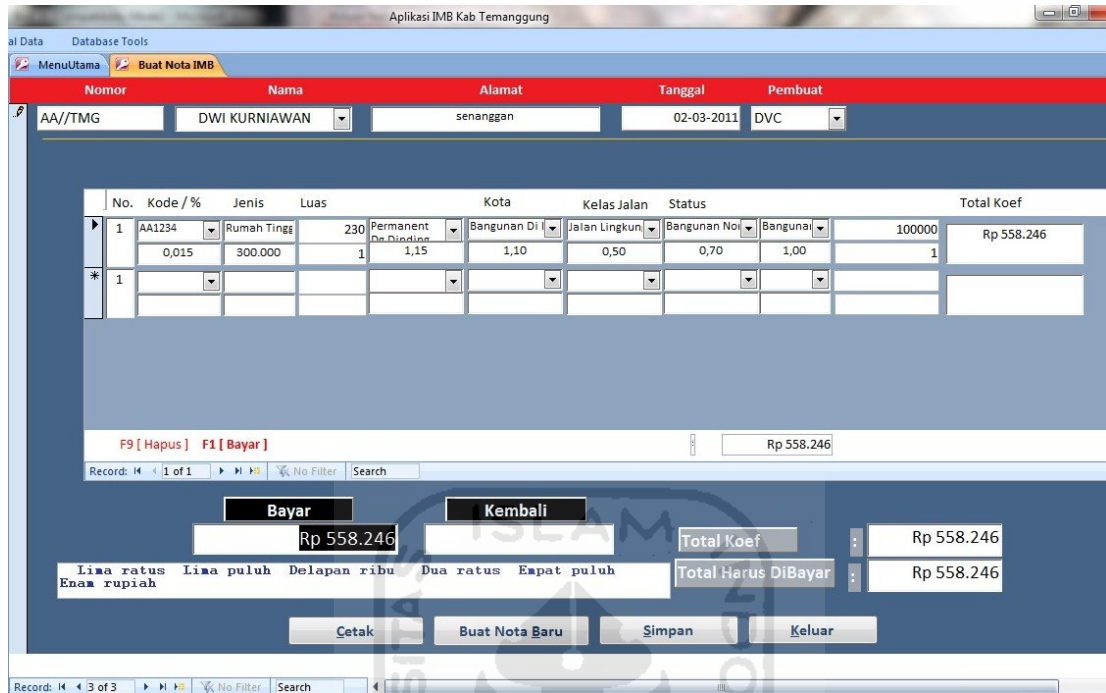 Aplikasi IMB Kab Temanggung
al Data Database Tools
MenuUtama Buat Nota IMB
Nomor Nama Alamat Tanggal Pembuat
AA//TMG DWI KURNIAWAN senanggan 02-03-2011 DVC
No. Kode / % Jenis Luas Kota Kelas Jalan Status Total Koef
1 AA1234 Rumah Tingg 230 Permanent Bangunan Di Jalan Lingkun Bangunan Nor Banguna 100000 Rp 558.246
Dg Dinding
0,015 300.000 1 1,15 1,10 0,50 0,70 1,00 1
1
F9 [ Hapus ] F1 [ Bayar ] Rp 558.246
Record: 1 of 1 No Filter Search
Bayar Kembali
Rp 558.246
Total Koef : Rp 558.246
Lima ratus Lima puluh Delapan ribu Dua ratus Empat puluh
Enam rupiah
Total Harus DiBayar : Rp 558.246
Cetak Buat Nota Baru Simpan Keluar
Record: 3 of 3 No Filter Search
ISLAM